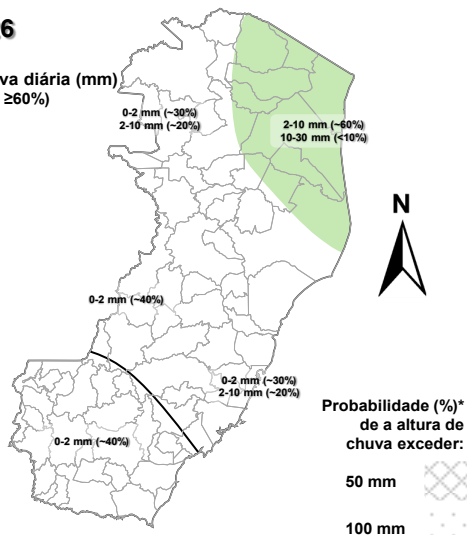 6
va diária (mm)
≥60%)
0-2 mm (~30%)
2-10 mm (~20%)
2-10 mm (~60%)
10-30 mm (<10%)
N
0-2 mm (~40%)
0-2 mm (~30%)
2-10 mm (~20%)
0-2 mm (~40%)
Probabilidade (%)*
de a altura de
chuva exceder:
50 mm
100 mm